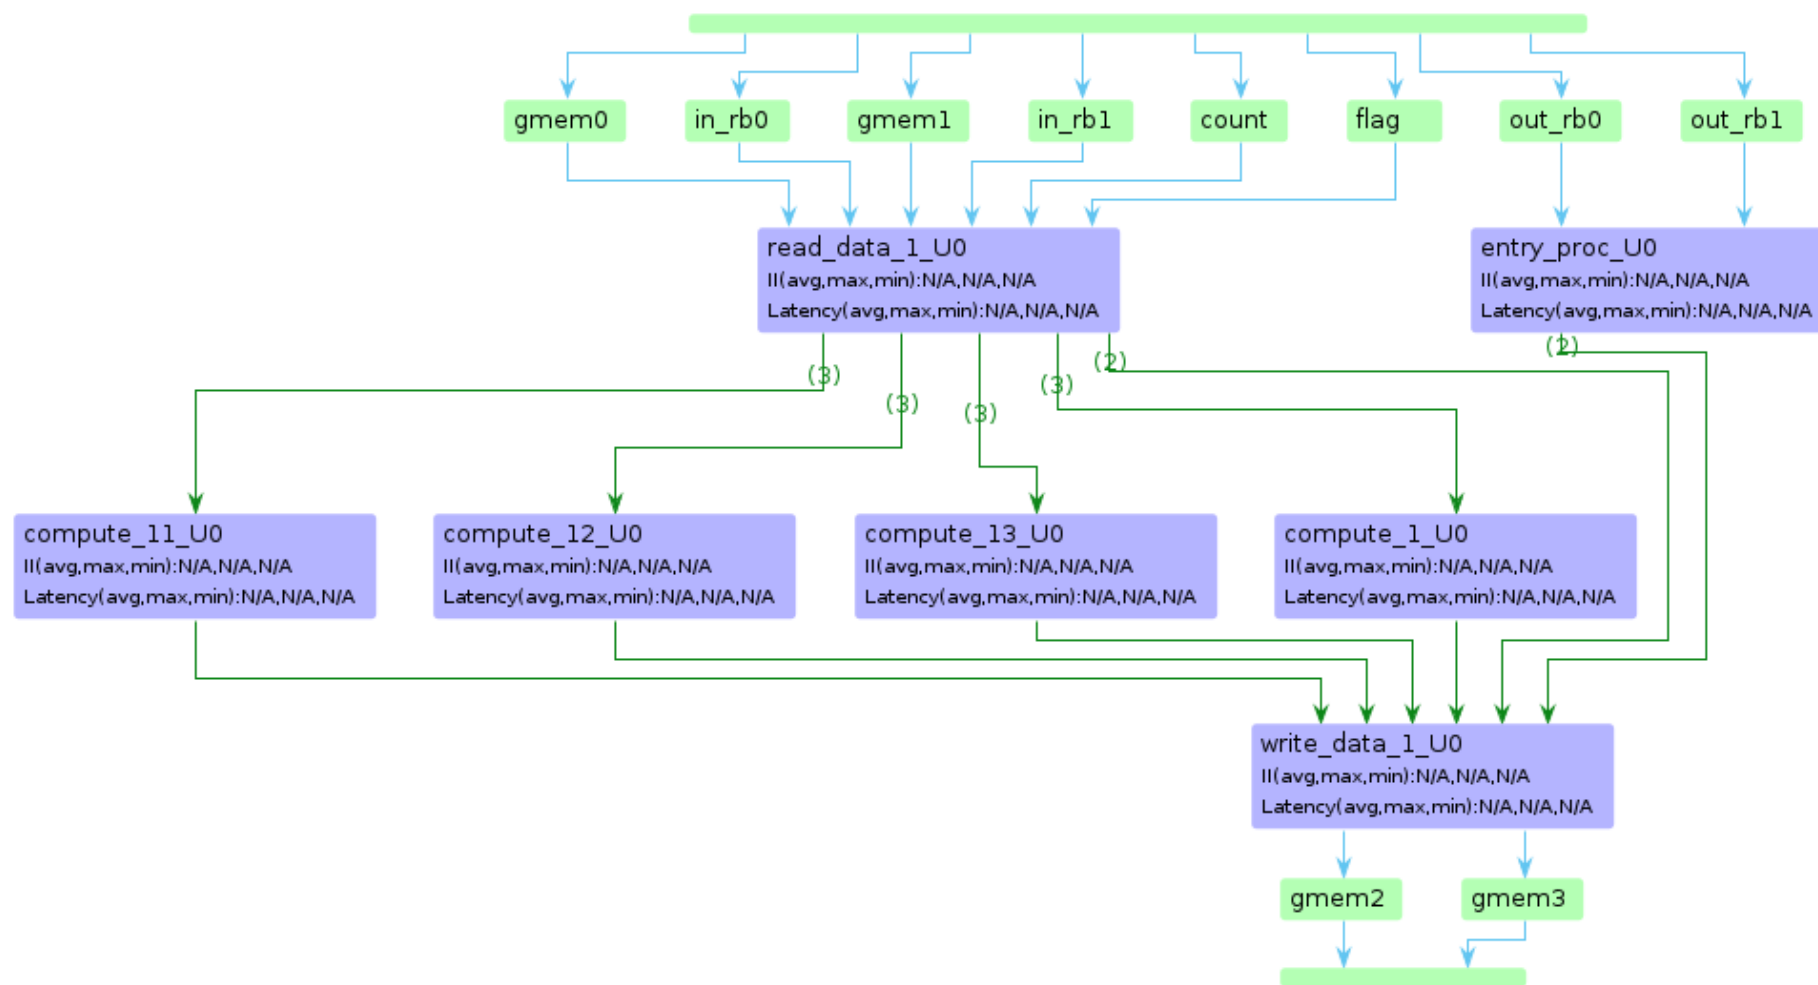 gmem0
in_rb0
gmem1
in_rb1
count
flag
out_rb0
out_rb1
read_data_1_U0
II(avg,max,min):N/A,N/A,N/A
Latency(avg,max,min):N/A,N/A,N/A
entry_proc_U0
II(avg,max,min):N/A,N/A,N/A
Latency(avg,max,min):N/A,N/A,N/A
(3)
(3)
(3)
(3)
(2)
(2)
compute_11_U0
II(avg,max,min):N/A,N/A,N/A
Latency(avg,max,min):N/A,N/A,N/A
compute_12_U0
II(avg,max,min):N/A,N/A,N/A
Latency(avg,max,min):N/A,N/A,N/A
compute_13_U0
II(avg,max,min):N/A,N/A,N/A
Latency(avg,max,min):N/A,N/A,N/A
compute_1_U0
II(avg,max,min):N/A,N/A,N/A
Latency(avg,max,min):N/A,N/A,N/A
write_data_1_U0
II(avg,max,min):N/A,N/A,N/A
Latency(avg,max,min):N/A,N/A,N/A
gmem2
gmem3